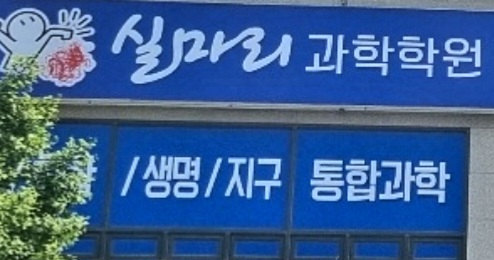 실마리 과학학원
/ 생명 / 지구 통합과학